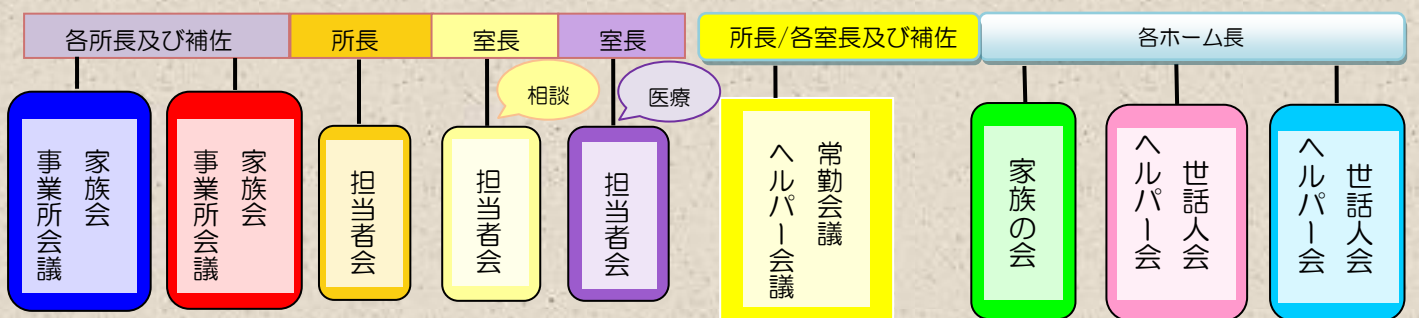 各所長及び補佐
所長
室長
室長
所長/各室長及び補佐
各ホーム長
相談
医療
家族会
事業所会議
家族会
事業所会議
担当者会
担当者会
担当者会
常勤会議
ヘルパー会議
家族の会
世話人会
ヘルパー会
世話人会
ヘルパー会